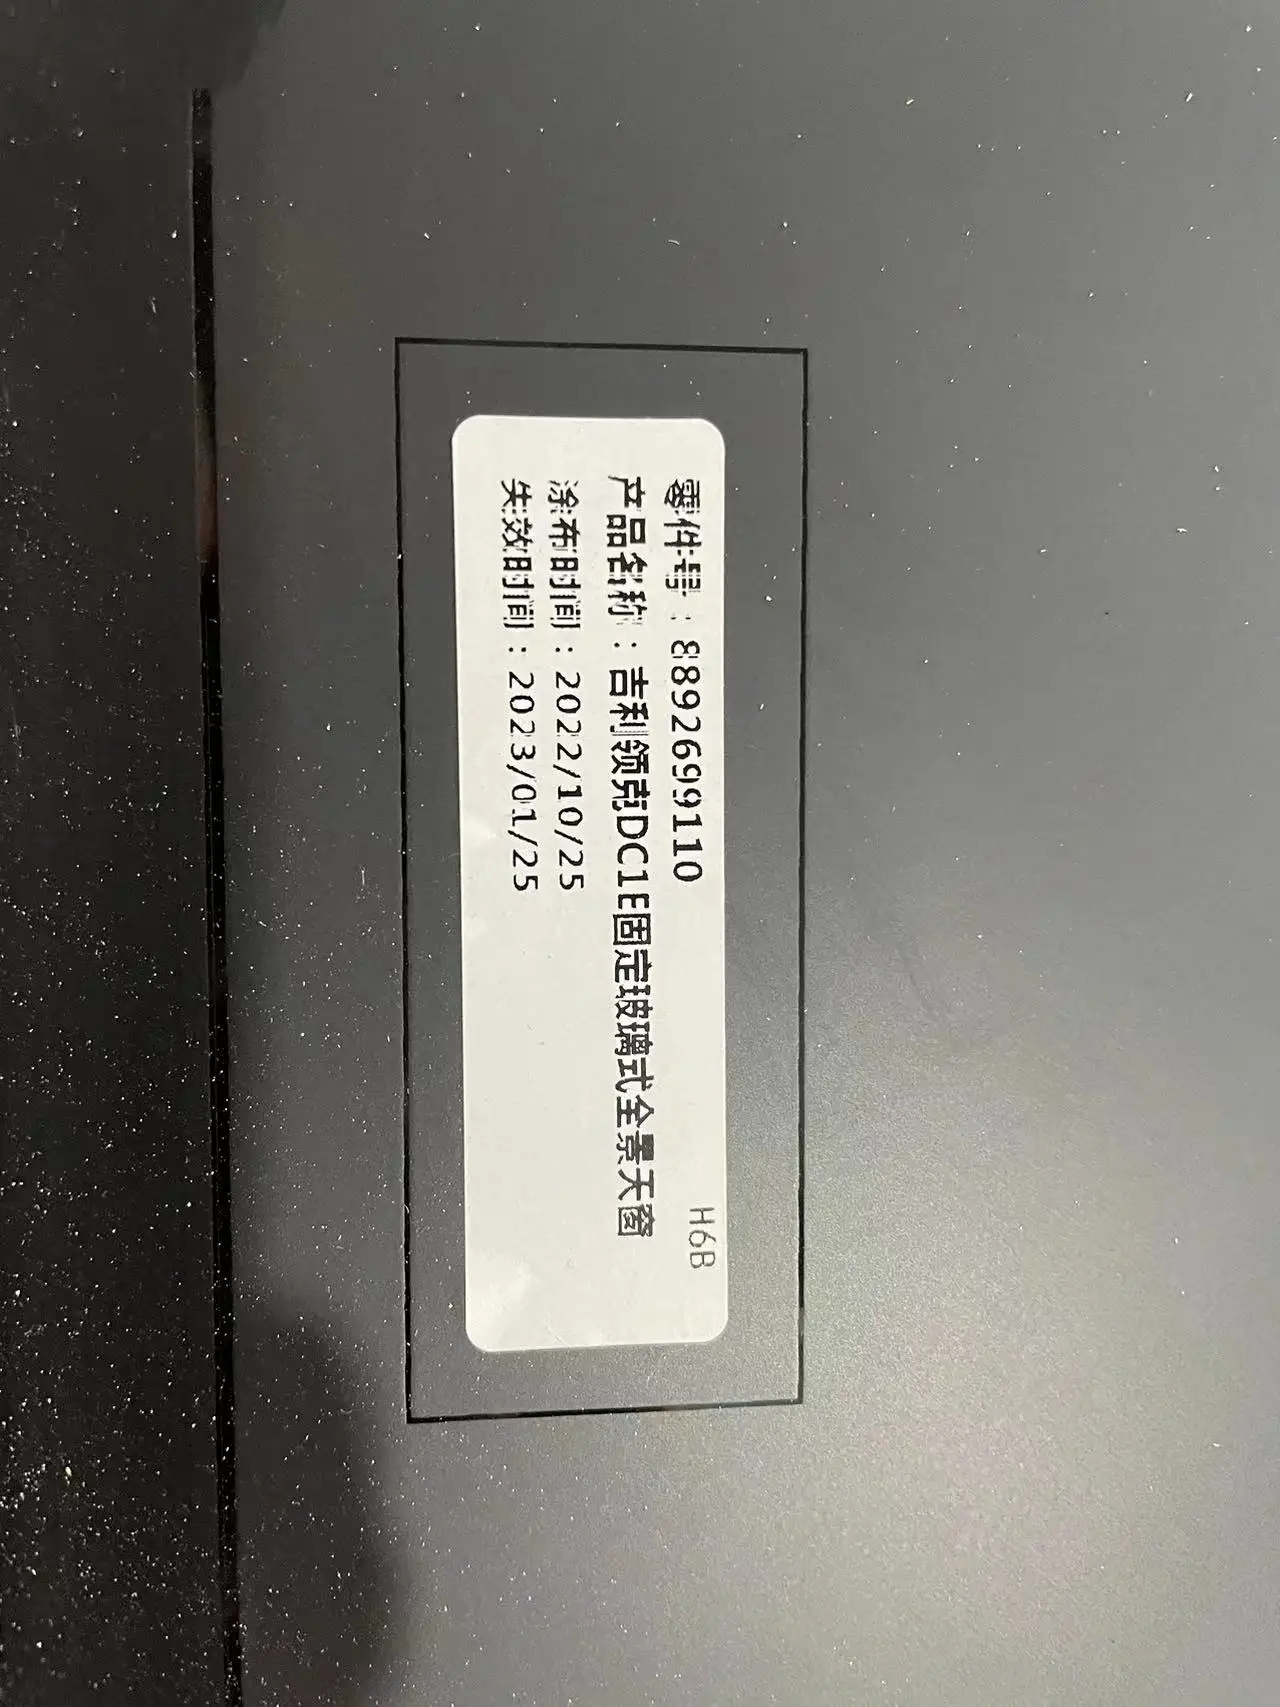 H6B
零件号：8892699110
产品名称：吉利领克DC1E固定玻璃式全景天窗
涂布时间：2022/10/25
失效时间：2023/01/25